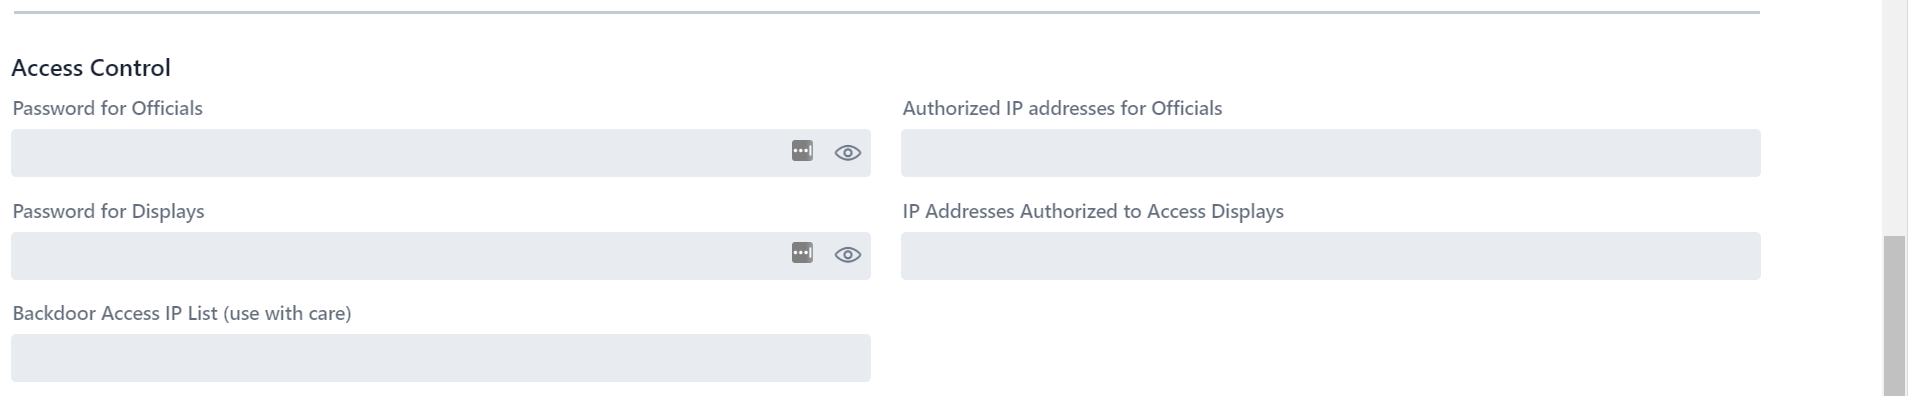 Access Control
Password for Officials
Authorized IP addresses for Officials
Password for Displays
IP Addresses Authorized to Access Displays
Backdoor Access IP List (use with care)